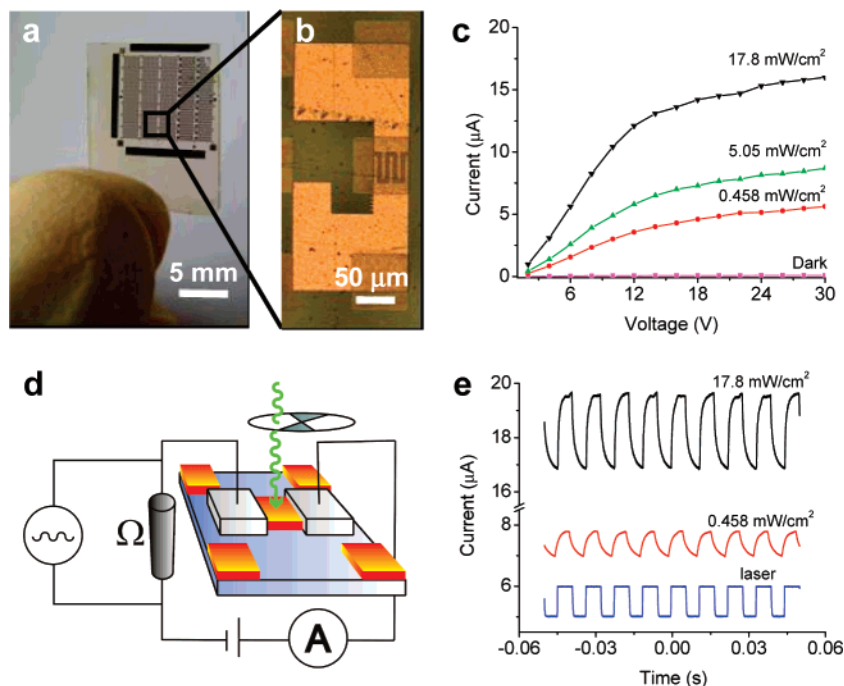 a
5 mm
b
50 μm
c
Current (μA)
20
15
10
5
0
17.8 mW/cm²
5.05 mW/cm²
0.458 mW/cm²
Dark
6 12 18 24 30
Voltage (V)
d
Ω
A
e
Current (μA)
20
18
16
8
6
17.8 mW/cm²
0.458 mW/cm²
laser
-0.06 -0.03 0.00 0.03 0.06
Time (s)